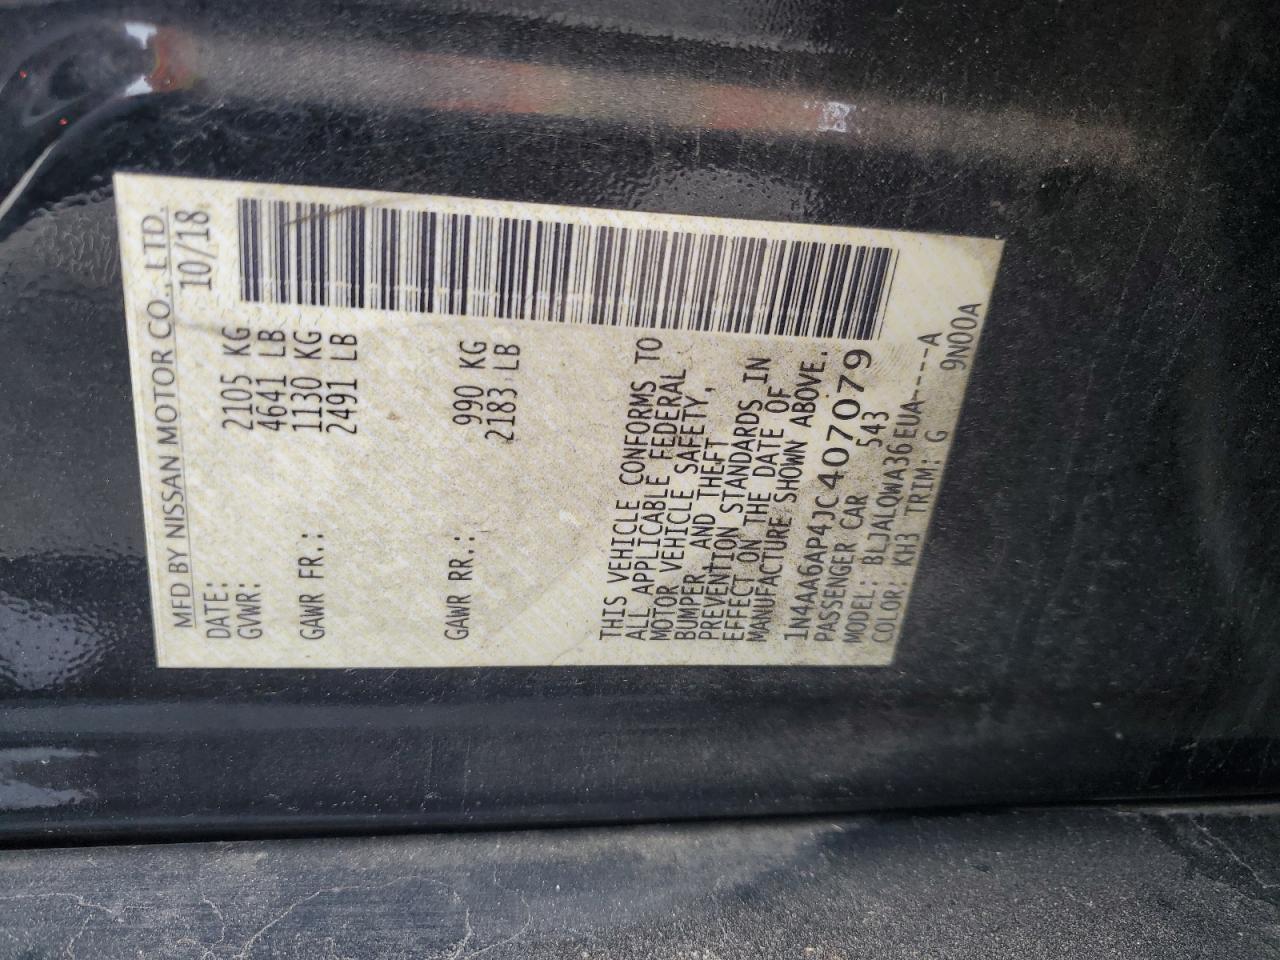 MFD BY NISSAN MOTOR CO., LTD.
DATE: 10/18
GVWR: 2105 KG
4641 LB
GAWR FR.: 1130 KG
2491 LB
GAWR RR.: 990 KG
2183 LB
THIS VEHICLE CONFORMS TO
ALL APPLICABLE FEDERAL
MOTOR VEHICLE SAFETY,
BUMPER, AND THEFT
PREVENTION STANDARDS IN
EFFECT ON THE DATE OF
MANUFACTURE SHOWN ABOVE.
1N4AA6AP4JC407079
PASSENGER CAR 543
MODEL: BLJALQWA36EUA----A
COLOR: KH3 TRIM: G 9N00A